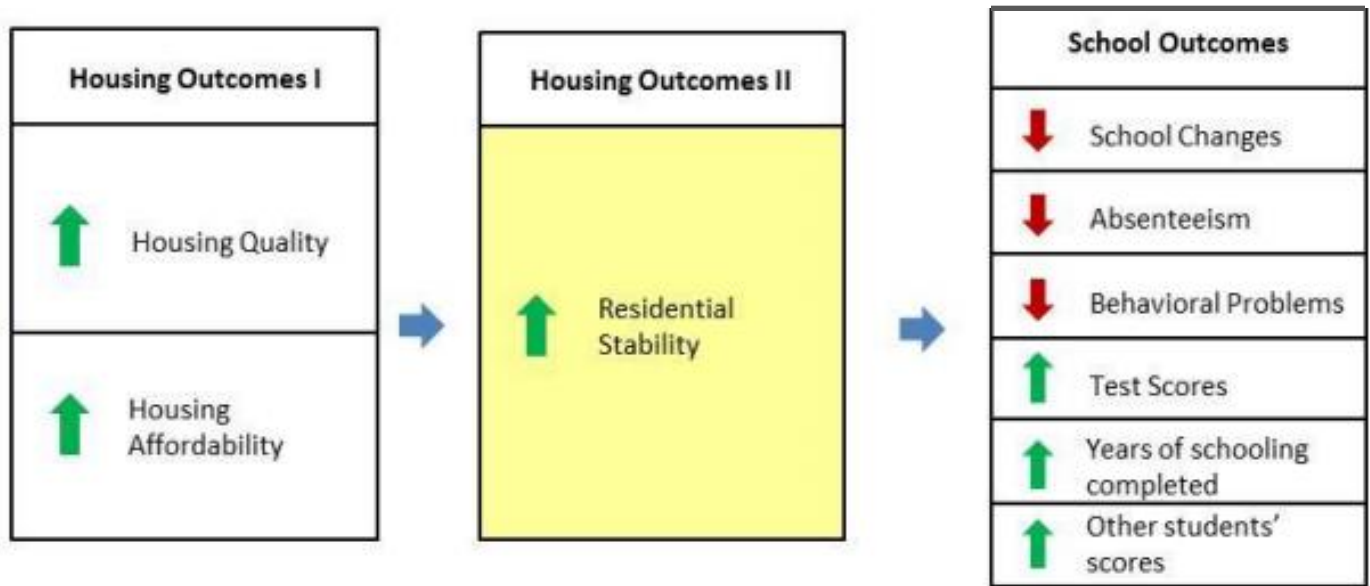 Housing Outcomes I
Housing Quality
Housing
Affordability
Housing Outcomes II
Residential
Stability
School Outcomes
School Changes
Absenteeism
Behavioral Problems
Test Scores
Years of schooling
completed
Other students'
scores